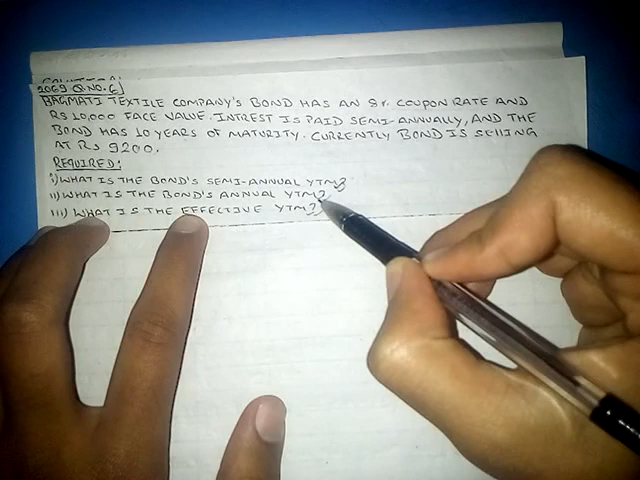 2069 Q.NO.6]
BAGMATI TEXTILE COMPANY'S BOND HAS AN 8%. COUPON RATE AND
RS 10,000 FACE VALUE. INTREST IS PAID SEMI-ANNUALLY, AND THE
BOND HAS 10 YEARS OF MATURITY. CURRENTLY BOND IS SELLING
AT RS 9200.
REQUIRED:
i) WHAT IS THE BOND'S SEMI-ANNUAL YTM?
ii) WHAT IS THE BOND'S ANNUAL YTM?
iii) WHAT IS THE EFFECTIVE YTM?